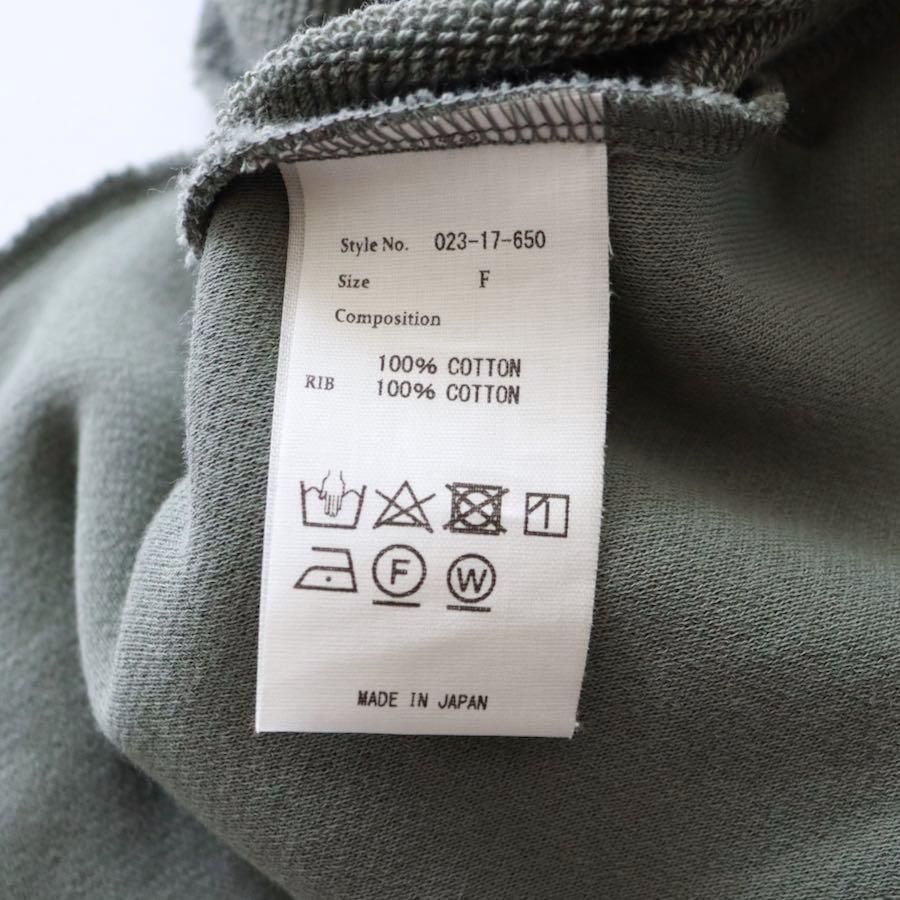 Style No. 023-17-650
Size F
Composition
100% COTTON
RIB 100% COTTON
F W
MADE IN JAPAN